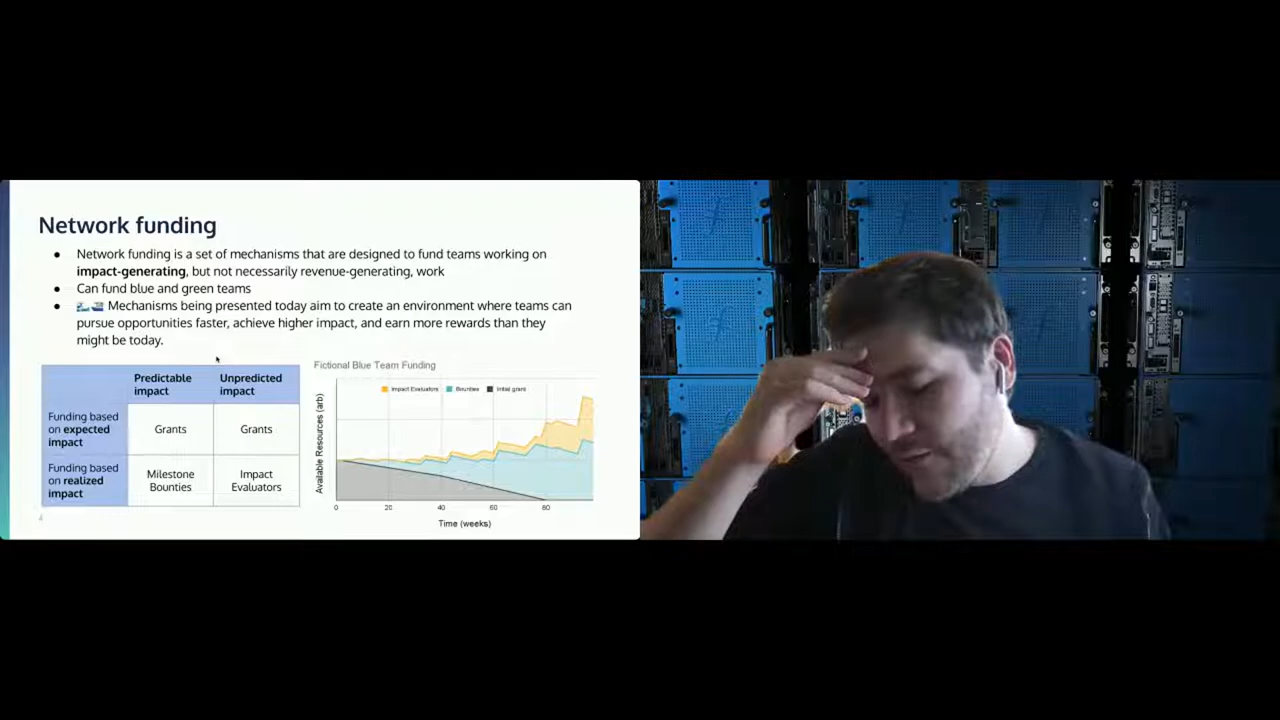 Network funding
● Network funding is a set of mechanisms that are designed to fund teams working on
impact-generating, but not necessarily revenue-generating, work
● Can fund blue and green teams
● Mechanisms being presented today aim to create an environment where teams can
pursue opportunities faster, achieve higher impact, and earn more rewards than they
might be today.
Predictable
impact
Unpredicted
impact
Funding based
on expected
impact
Grants
Grants
Funding based
on realized
impact
Milestone
Bounties
Impact
Evaluators
4
Fictional Blue Team Funding
Impact Evaluators
Bounties
Initial grant
Available Resources (arb)
0
20
40
60
80
Time (weeks)